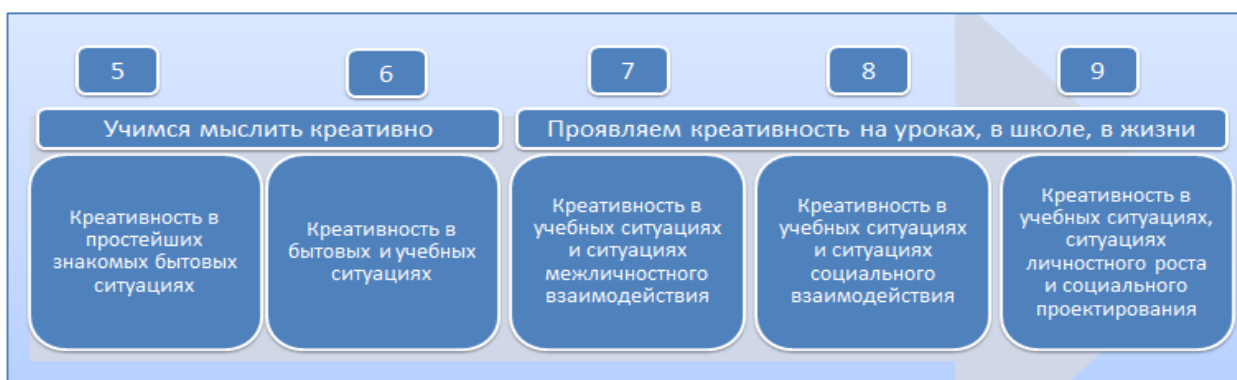 5
6
7
8
9
Учимся мыслить креативно
Проявляем креативность на уроках, в школе, в жизни
Креативность в
простейших
знакомых бытовых
ситуациях
Креативность в
бытовых и учебных
ситуациях
Креативность в
учебных ситуациях
и ситуациях
межличностного
взаимодействия
Креативность в
учебных ситуациях
и ситуациях
социального
взаимодействия
Креативность в
учебных ситуациях,
ситуациях
личностного роста
и социального
проектирования